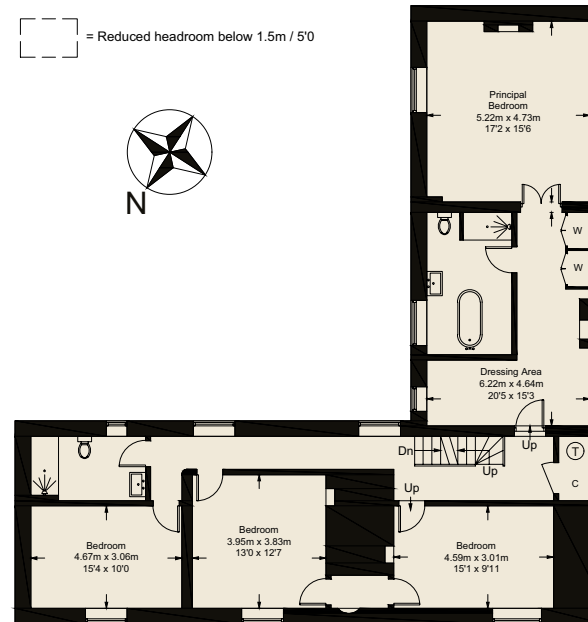 = Reduced headroom below 1.5m / 5'0
N
Principal
Bedroom
5.22m x 4.73m
17'2 x 15'6
W
W
Dressing Area
6.22m x 4.64m
20'5 x 15'3
Up
Dn
Up
T
C
Up
Bedroom
4.67m x 3.06m
15'4 x 10'0
Bedroom
3.95m x 3.83m
13'0 x 12'7
Bedroom
4.59m x 3.01m
15'1 x 9'11